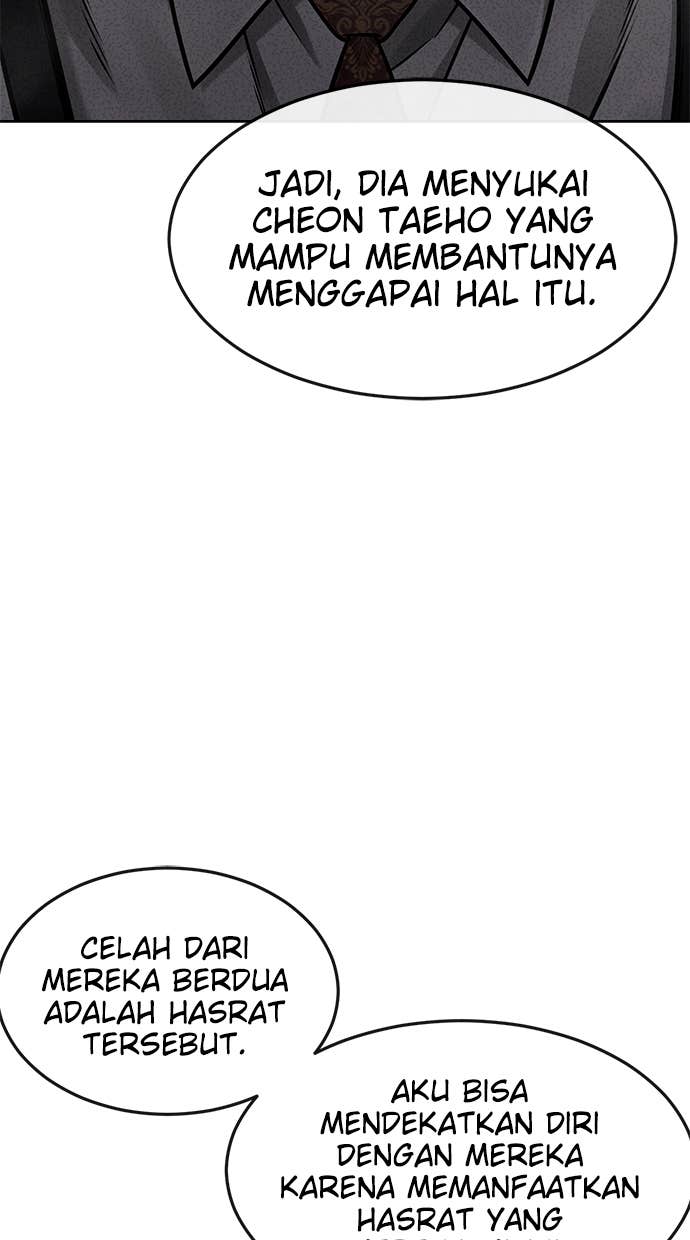 JADI, DIA MENYUKAI
CHEON TAEHO YANG
MAMPU MEMBANTUNYA
MENGGAPAI HAL ITU.
CELAH DARI
MEREKA BERDUA
ADALAH HASRAT
TERSEBUT.
AKU BISA
MENDEKATKAN DIRI
DENGAN MEREKA
KARENA MEMANFAATKAN
HASRAT YANG